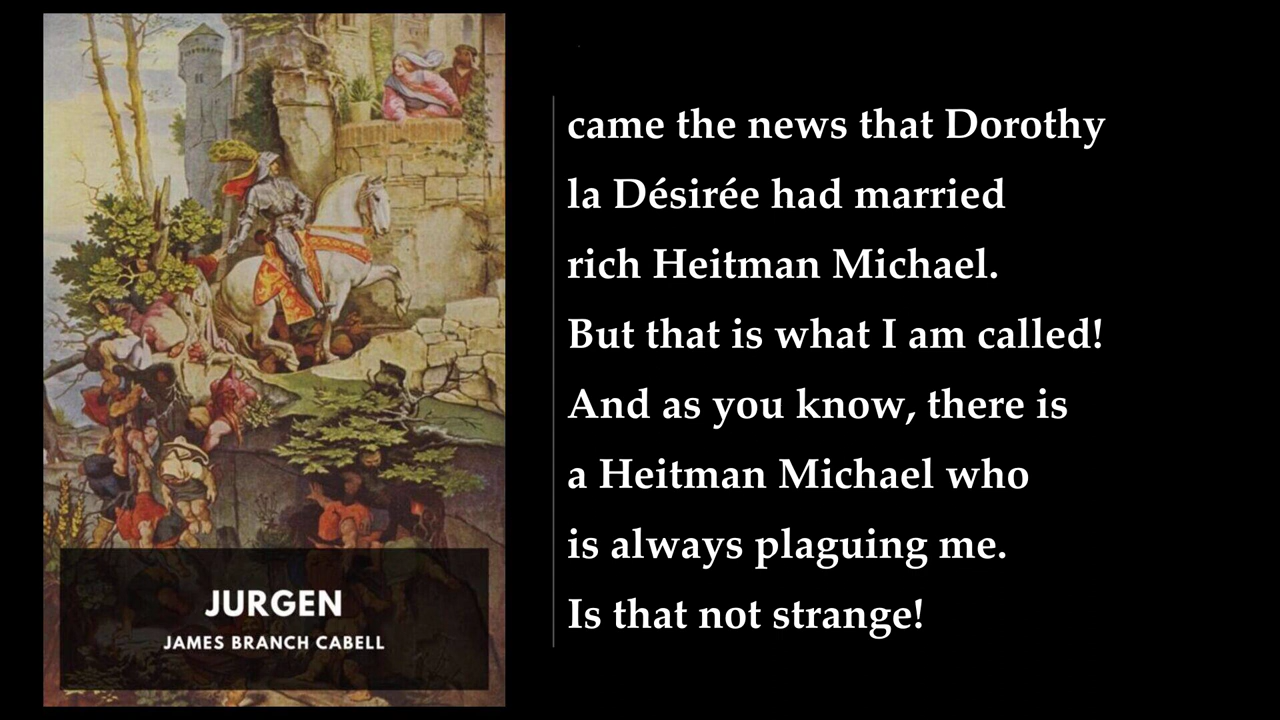 JURGEN
JAMES BRANCH CABELL
came the news that Dorothy
la Désirée had married
rich Heitman Michael.
But that is what I am called!
And as you know, there is
a Heitman Michael who
is always plaguing me.
Is that not strange!